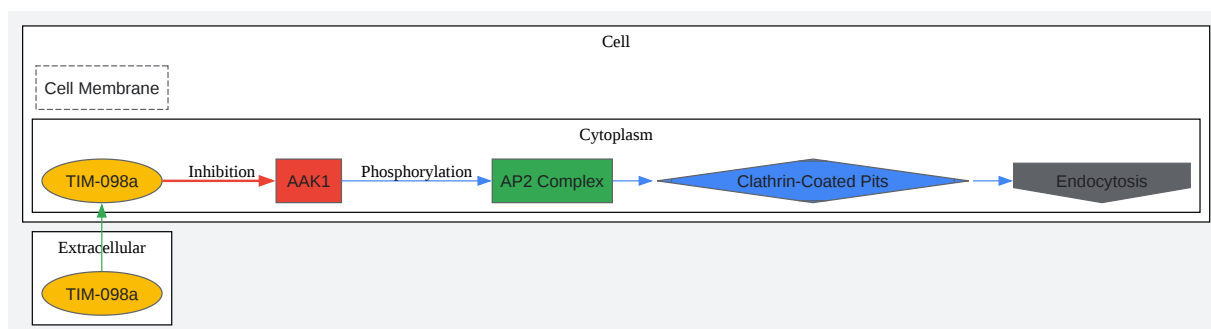 Cell
Cell Membrane
Cytoplasm
TIM-098a
Inhibition
AAK1
Phosphorylation
AP2 Complex
Clathrin-Coated Pits
Endocytosis
Extracellular
TIM-098a